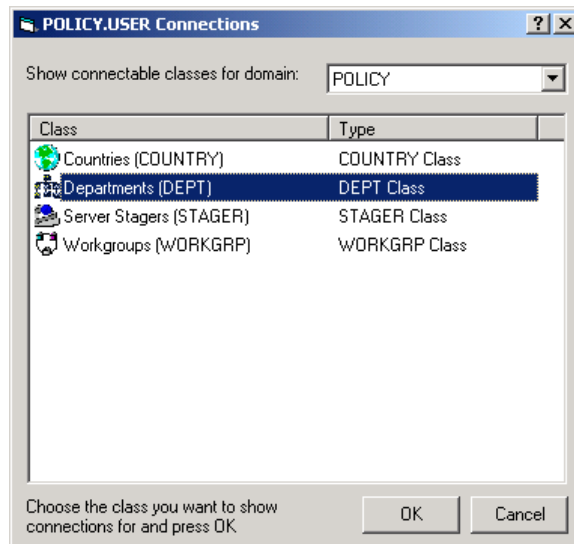 POLICY.USER Connections
Show connectable classes for domain: POLICY
Class Type
Countries (COUNTRY) COUNTRY Class
Departments (DEPT) DEPT Class
Server Stagers (STAGER) STAGER Class
Workgroups (WORKGRP) WORKGRP Class
Choose the class you want to show
connections for and press OK
OK Cancel